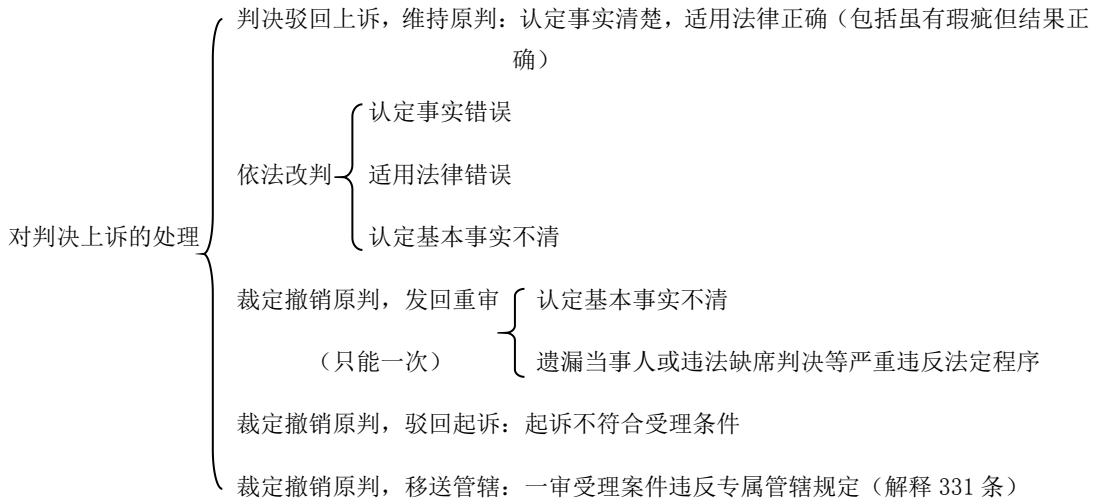 判决驳回上诉，维持原判：认定事实清楚，适用法律正确（包括虽有瑕疵但结果正
确）
认定事实错误
依法改判
适用法律错误
认定基本事实不清
对判决上诉的处理
裁定撤销原判，发回重审
认定基本事实不清
（只能一次）
遗漏当事人或违法缺席判决等严重违反法定程序
裁定撤销原判，驳回起诉：起诉不符合受理条件
裁定撤销原判，移送管辖：一审受理案件违反专属管辖规定（解释 331 条）